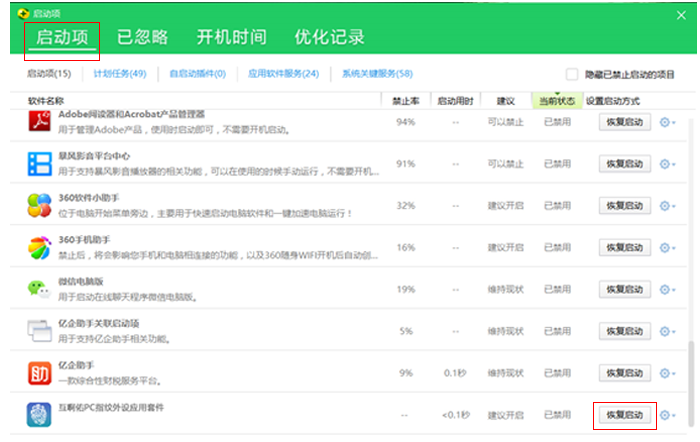 启动项
启动项 已忽略 开机时间 优化记录
启动项(15) 计划任务(49) 自启动插件(0) 应用软件服务(24) 系统关键服务(58) 隐藏已禁止启动的项目
软件名称 禁止率 启动用时 建议 当前状态 设置启动方式
Adobe阅读器和Acrobat产品管理器
用于管理Adobe产品，使用时启动即可，不需要开机启动。 94% -- 可以禁止 已禁用 恢复启动
暴风影音平台中心
用于支持暴风影音播放器的相关功能，可以在使用的时候手动运行，不需要开机... 91% -- 可以禁止 已禁用 恢复启动
360软件小助手
位于电脑开始菜单旁边，主要用于快速启动电脑软件和一键加速电脑运行！ 32% -- 建议开启 已禁用 恢复启动
360手机助手
禁止后，将会影响您手机和电脑相连接的功能，以及360随身WIFI开机后自动创... 16% -- 建议开启 已禁用 恢复启动
微信电脑版
用于启动在线聊天程序微信电脑版。 19% -- 维持现状 已禁用 恢复启动
亿企助手关联启动项
用于支持亿企助手相关功能。 5% -- 维持现状 已禁用 恢复启动
助
亿企助手
一款综合性财税服务平台。 9% 0.1秒 维持现状 已禁用 恢复启动
互啊佑PC指纹外设应用套件 -- <0.1秒 建议开启 已禁用 恢复启动